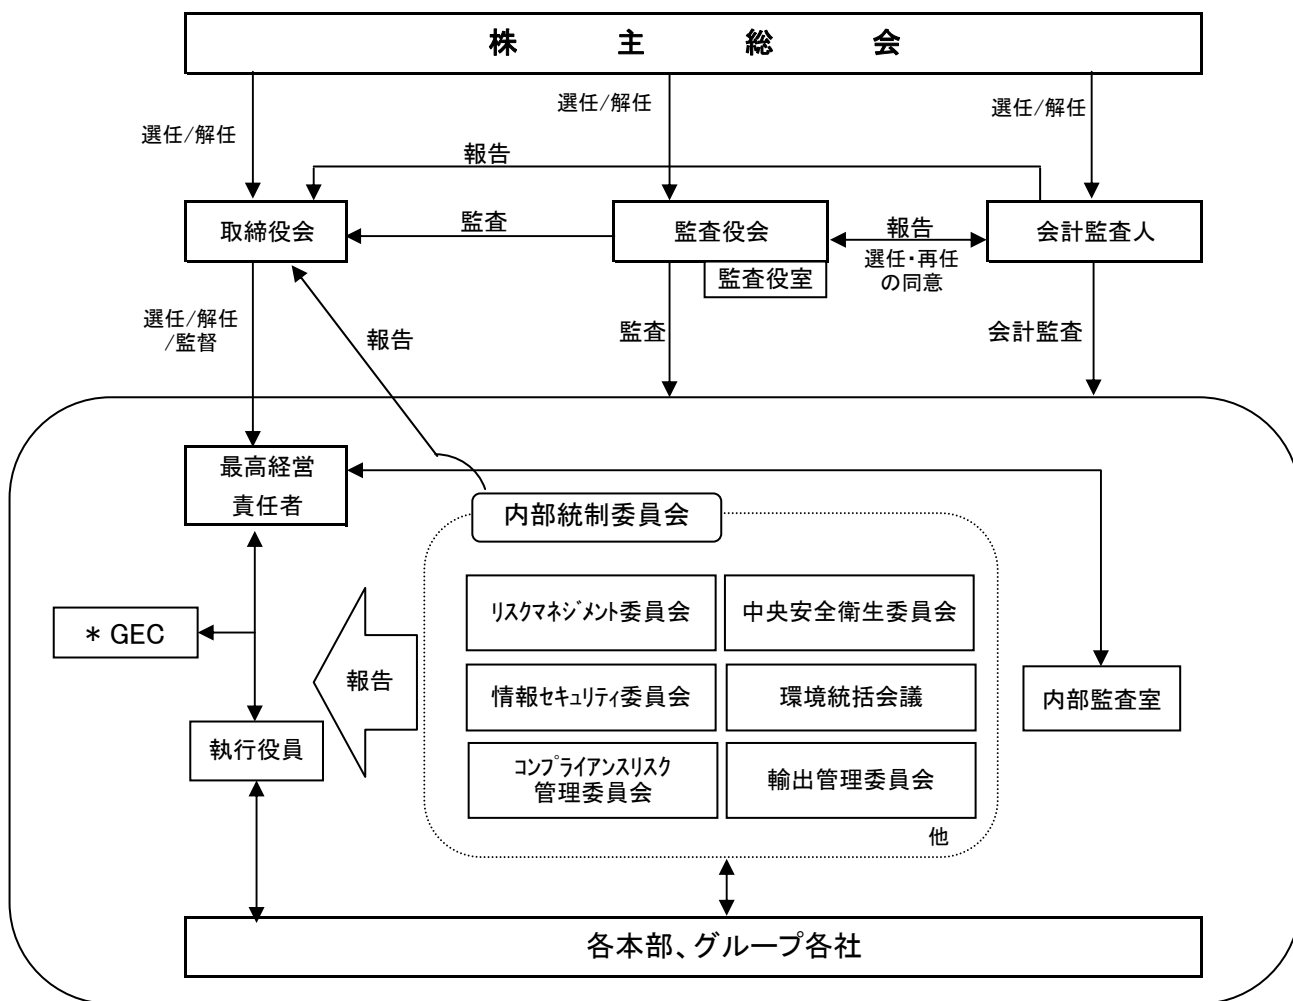 株主総会
選任/解任
選任/解任
選任/解任
報告
取締役会
監査
監査役会
報告
会計監査人
監査役室
選任・再任
の同意
選任/解任
/監督
報告
監査
会計監査
最高経営
責任者
内部統制委員会
リスクマネジメント委員会
中央安全衛生委員会
＊GEC
報告
情報セキュリティ委員会
環境統括会議
内部監査室
執行役員
コンプライアンスリスク
管理委員会
輸出管理委員会
他
各本部、グループ各社